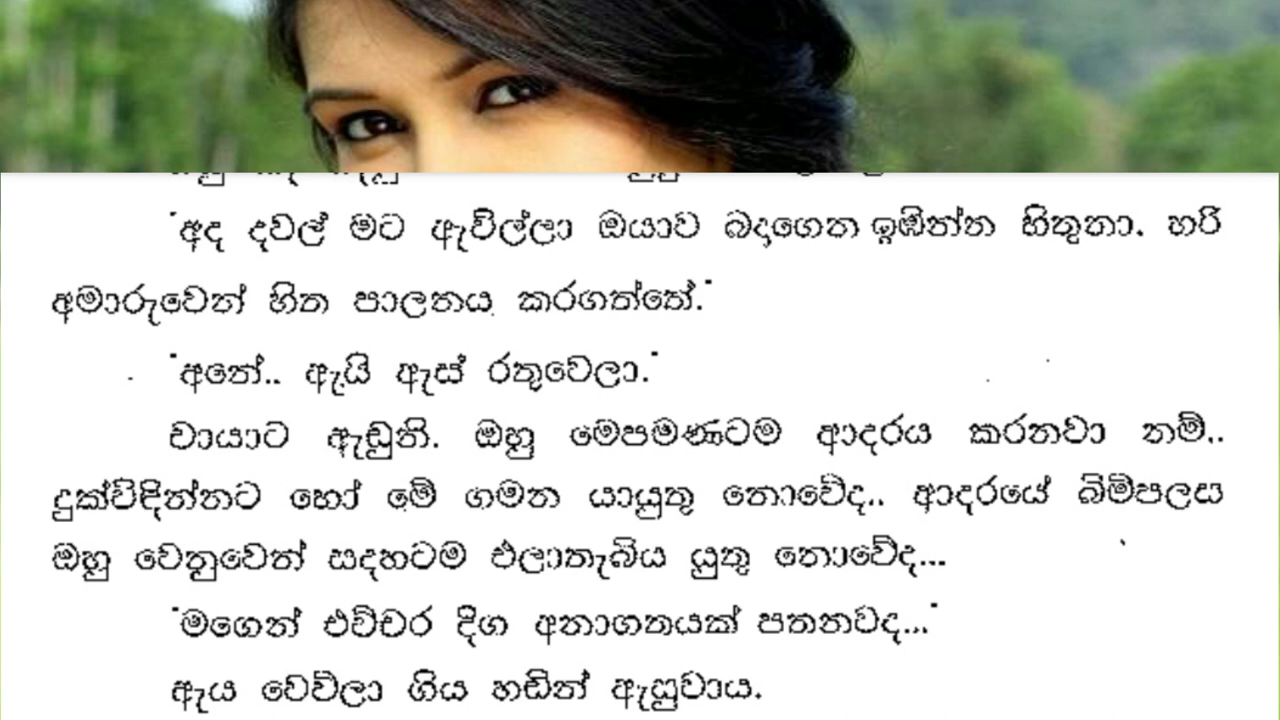 "අද දවල් මට ඇවිල්ලා ඔයාව බදාගෙන ඉඹින්න හිතුනා. හරි
අමාරුවෙන් හිත පාලනය කරගත්තේ."
"අනේ.. ඇයි ඇස් රතුවෙලා."
චායාට ඇඬුනි. ඔහු මෙපමණටම ආදරය කරනවා නම්..
දුක්විඳින්නට හෝ මේ ගමන යායුතු නොවේද.. ආදරයේ බිම්පලස
ඔහු වෙනුවෙන් සදහටම එලාතැබිය යුතු නොවේද...
"මගෙන් එච්චර දිග අනාගතයක් පතනවද..."
ඇය වෙව්ලා ගිය හඬින් ඇසුවාය.